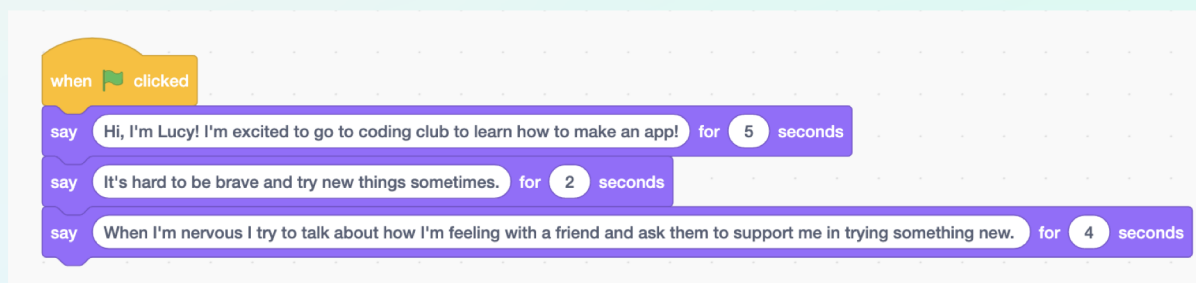 when clicked
say Hi, I'm Lucy! I'm excited to go to coding club to learn how to make an app! for 5 seconds
say It's hard to be brave and try new things sometimes. for 2 seconds
say When I'm nervous I try to talk about how I'm feeling with a friend and ask them to support me in trying something new. for 4 seconds